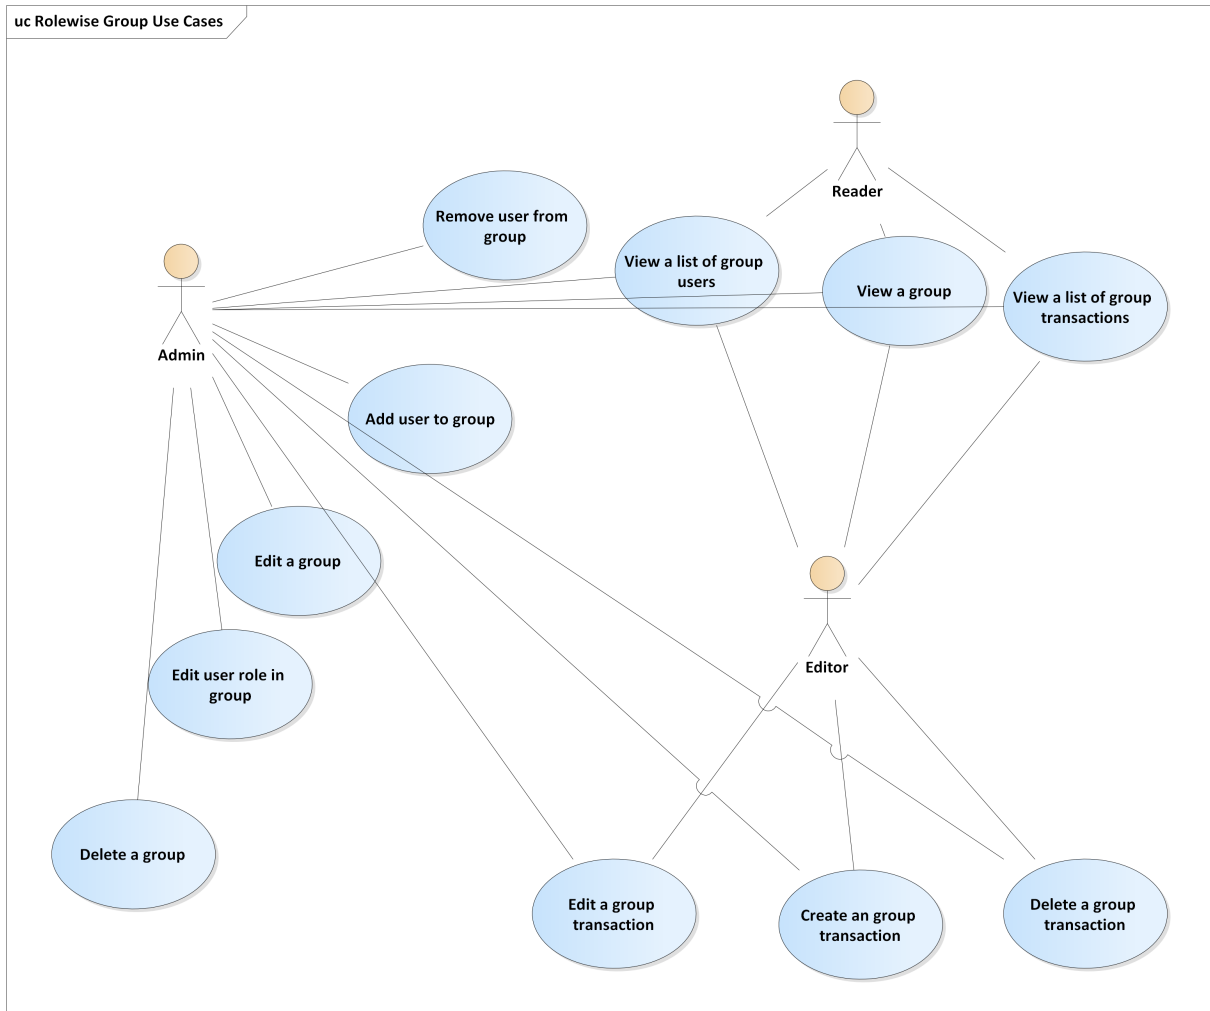 uc Rolewise Group Use Cases
Reader
Remove user from
group
View a list of group
users
View a group
View a list of group
transactions
Admin
Add user to group
Edit a group
Edit user role in
group
Editor
Delete a group
Edit a group
transaction
Create an group
transaction
Delete a group
transaction